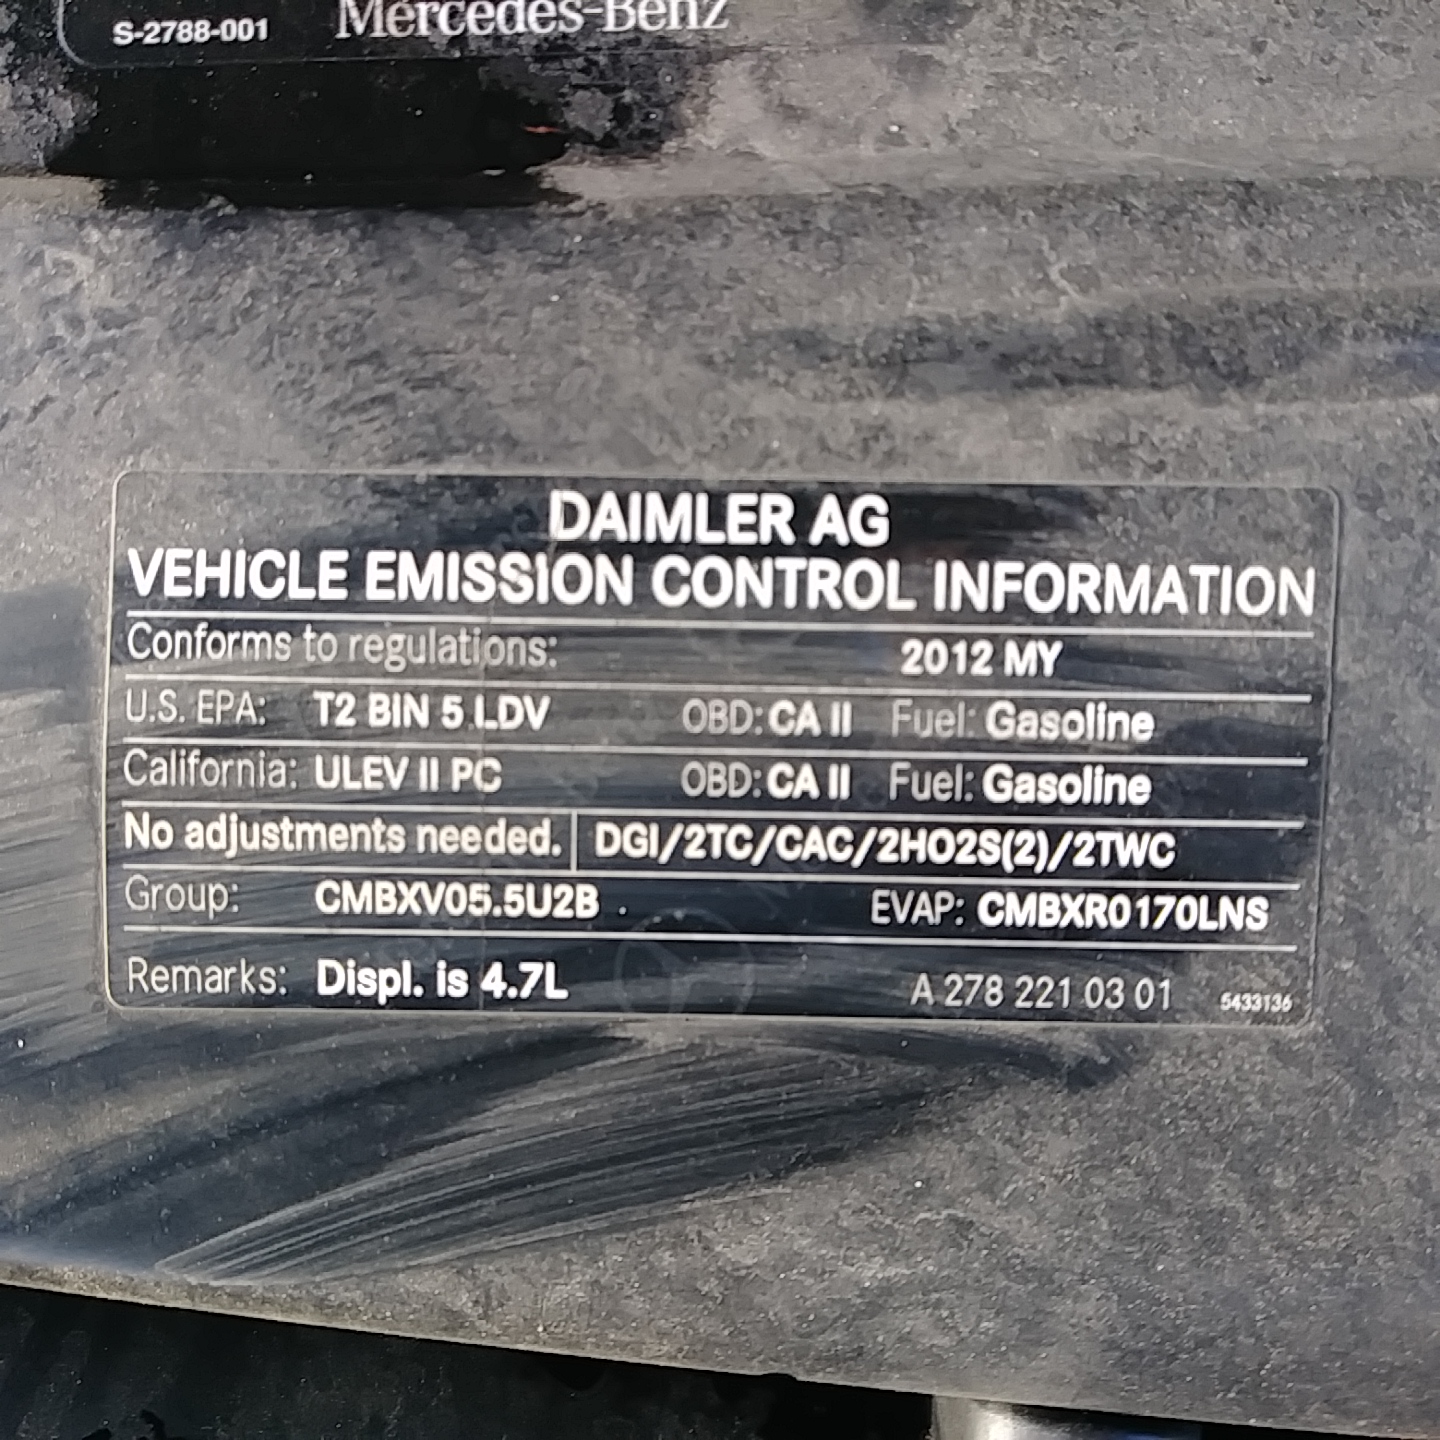 S-2788-001 Mercedes-Benz
DAIMLER AG
VEHICLE EMISSION CONTROL INFORMATION
Conforms to regulations: 2012 MY
U.S. EPA: T2 BIN 5 LDV OBD: CA II Fuel: Gasoline
California: ULEV II PC OBD: CA II Fuel: Gasoline
No adjustments needed. DGI/2TC/CAC/2HO2S(2)/2TWC
Group: CMBXV05.5U2B EVAP: CMBXR0170LNS
Remarks: Displ. is 4.7L A 278 221 03 01 5433136